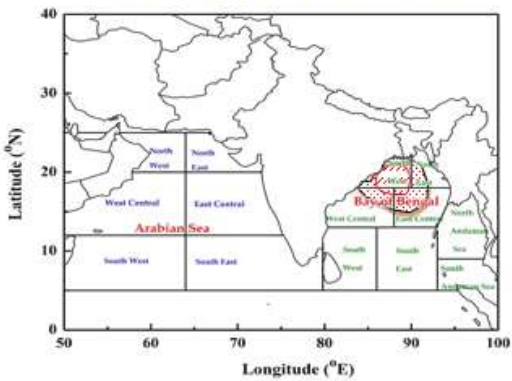 40
30
20
10
0
Latitude (°N)
50
60
70
80
90
100
Longitude (°E)
North
West
North
East
West Central
East Central
Arabian Sea
South West
South East
East
Bay of Bengal
West Central
East Central
South
West
South
East
North
Andaman
Sea
South
Andaman Sea